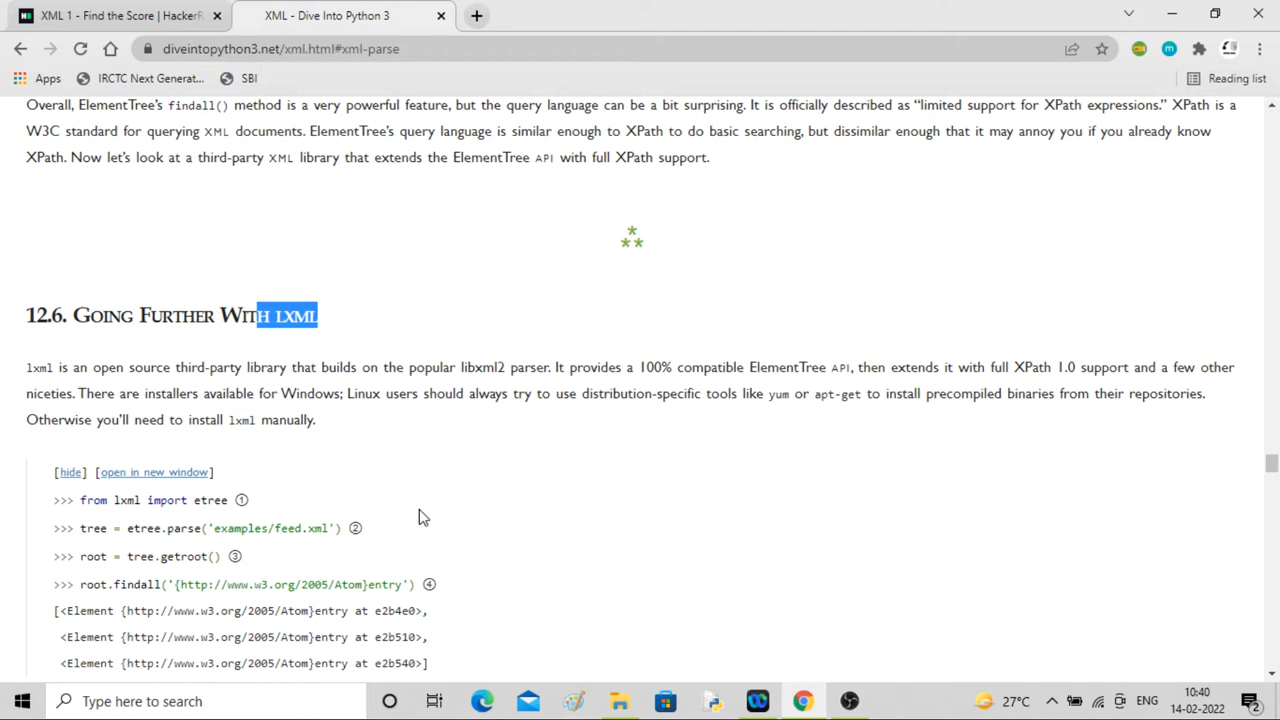 XML 1 - Find the Score | HackerR
XML - Dive Into Python 3
diveintopython3.net/xml.html#xml-parse
Apps IRCTC Next Generat... SBI Reading list
Overall, ElementTree’s findall() method is a very powerful feature, but the query language can be a bit surprising. It is officially described as “limited support for XPath expressions.” XPath is a
W3C standard for querying XML documents. ElementTree’s query language is similar enough to XPath to do basic searching, but dissimilar enough that it may annoy you if you already know
XPath. Now let’s look at a third-party XML library that extends the ElementTree API with full XPath support.
12.6. Going Further With lxml
lxml is an open source third-party library that builds on the popular libxml2 parser. It provides a 100% compatible ElementTree API, then extends it with full XPath 1.0 support and a few other
niceties. There are installers available for Windows; Linux users should always try to use distribution-specific tools like yum or apt-get to install precompiled binaries from their repositories.
Otherwise you’ll need to install lxml manually.
[hide] [open in new window]
>>> from lxml import etree ①
>>> tree = etree.parse('examples/feed.xml') ②
>>> root = tree.getroot() ③
>>> root.findall('{http://www.w3.org/2005/Atom}entry') ④
[<Element {http://www.w3.org/2005/Atom}entry at e2b4e0>,
<Element {http://www.w3.org/2005/Atom}entry at e2b510>,
<Element {http://www.w3.org/2005/Atom}entry at e2b540>]
Type here to search
27°C
ENG
10:40
14-02-2022
2